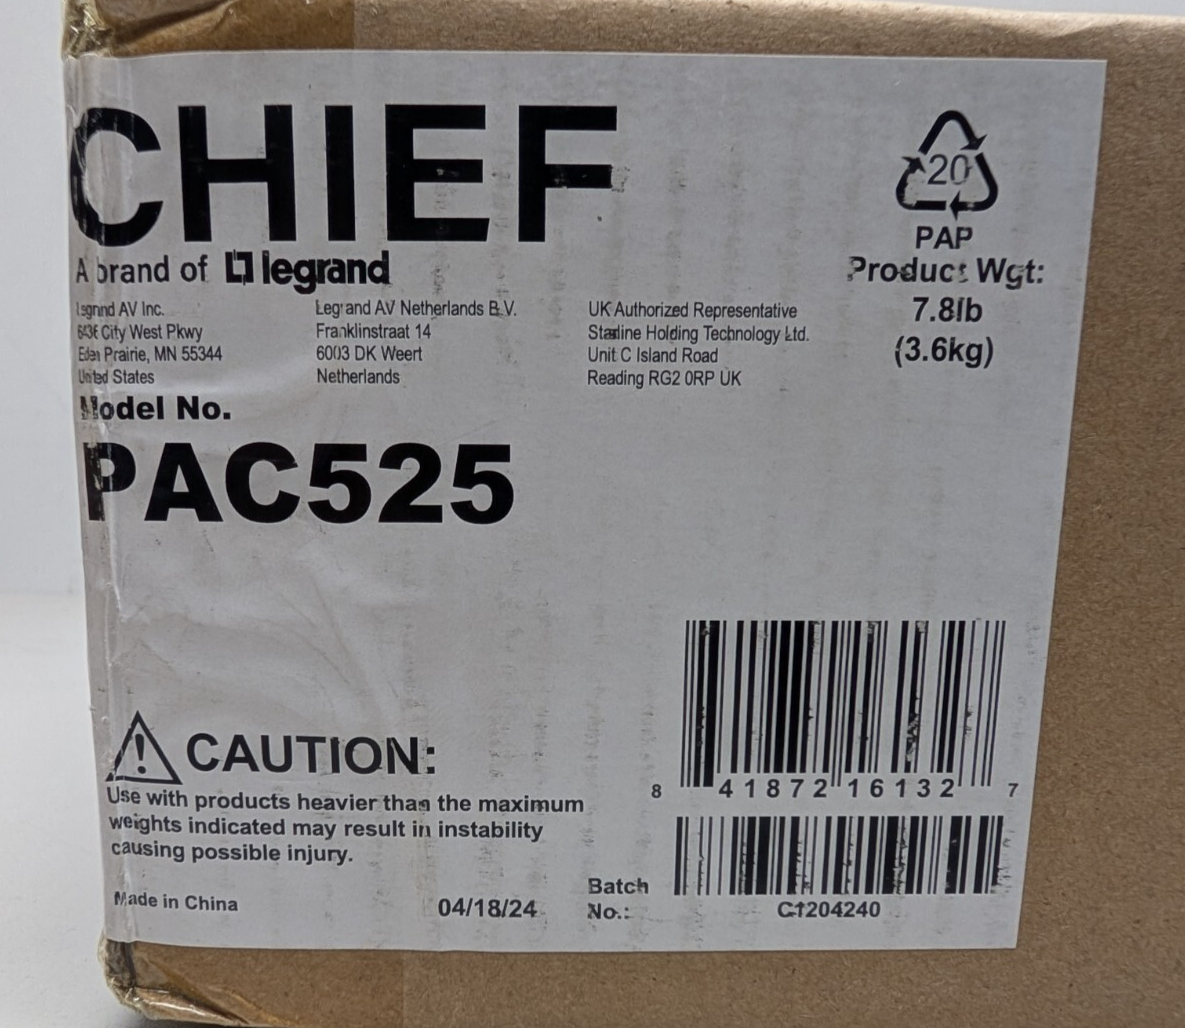 CHIEF
A brand of legrand
Legrand AV Inc.
6436 City West Pkwy
Eden Prairie, MN 55344
United States
Legrand AV Netherlands B.V.
Franklinstraat 14
6003 DK Weert
Netherlands
UK Authorized Representative
Starline Holding Technology Ltd.
Unit C Island Road
Reading RG2 0RP UK
20
PAP
Product Wgt:
7.8lb
(3.6kg)
Model No.
PAC525
CAUTION:
Use with products heavier than the maximum
weights indicated may result in instability
causing possible injury.
Made in China
04/18/24
8 41872 16132 7
Batch
No.:
C1204240